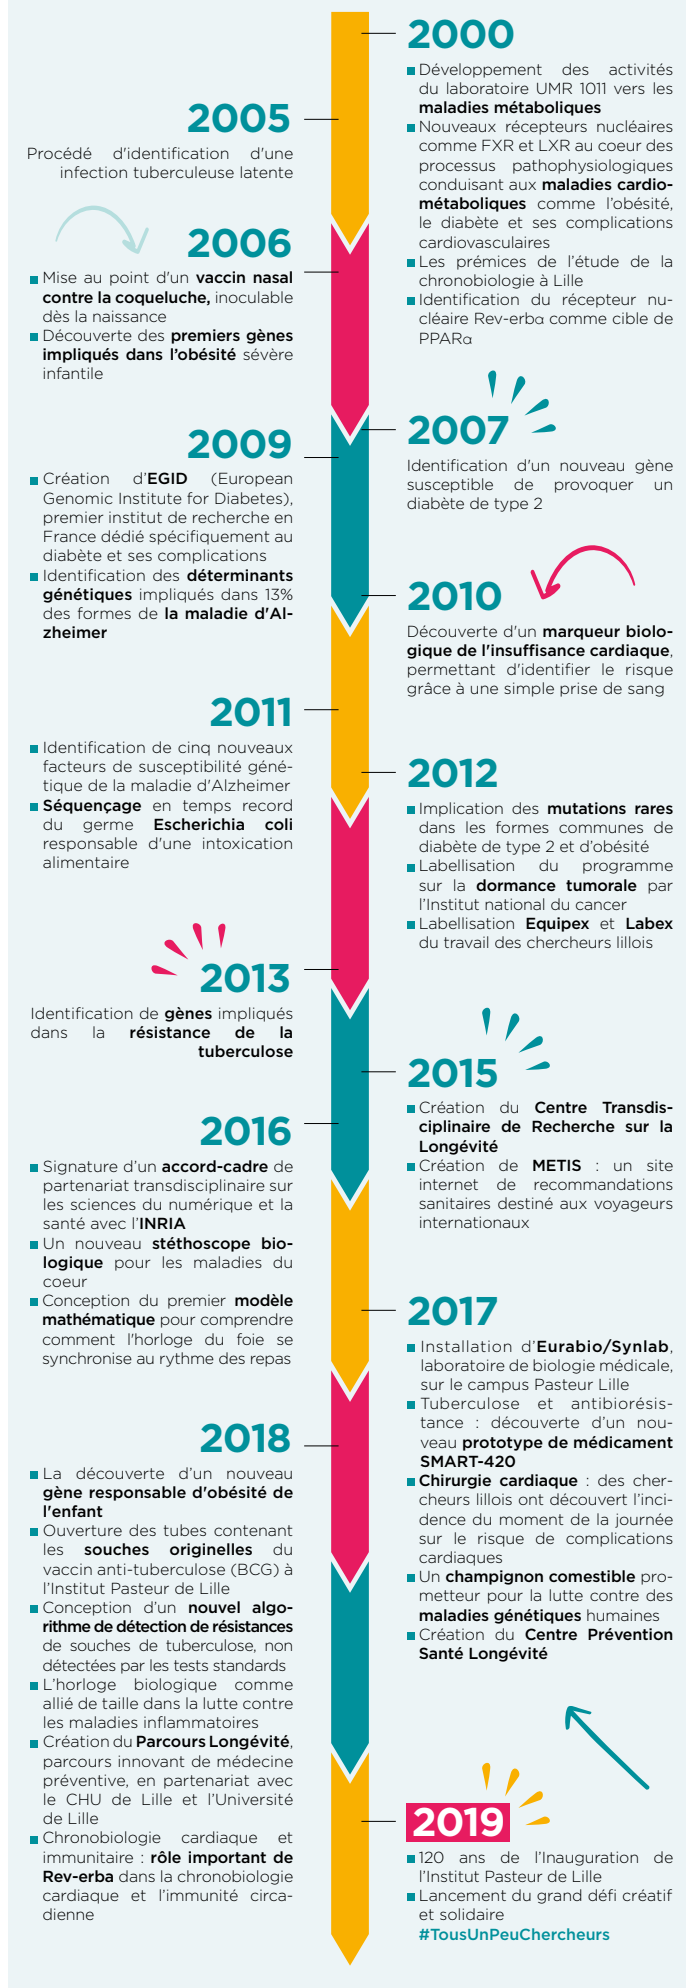 2000
Développement des activités
du laboratoire UMR 1011 vers les
maladies métaboliques
Nouveaux récepteurs nucléaires
comme FXR et LXR au coeur des
processus pathophysiologiques
conduisant aux maladies cardio-
métaboliques comme l'obésité,
le diabète et ses complications
cardiovasculaires
Les prémices de l'étude de la
chronobiologie à Lille
Identification du récepteur nu-
cléaire Rev-erbα comme cible de
PPARα
2005
Procédé d'identification d'une
infection tuberculeuse latente
2006
Mise au point d'un vaccin nasal
contre la coqueluche, inoculable
dès la naissance
Découverte des premiers gènes
impliqués dans l'obésité sévère
infantile
2007
Identification d'un nouveau gène
susceptible de provoquer un
diabète de type 2
2009
Création d'EGID (European
Genomic Institute for Diabetes),
premier institut de recherche en
France dédié spécifiquement au
diabète et ses complications
Identification des déterminants
génétiques impliqués dans 13%
des formes de la maladie d'Al-
zheimer
2010
Découverte d'un marqueur biolo-
gique de l'insuffisance cardiaque,
permettant d'identifier le risque
grâce à une simple prise de sang
2011
Identification de cinq nouveaux
facteurs de susceptibilité géné-
tique de la maladie d'Alzheimer
Séquençage en temps record
du germe Escherichia coli
responsable d'une intoxication
alimentaire
2012
Implication des mutations rares
dans les formes communes de
diabète de type 2 et d'obésité
Labellisation du programme
sur la dormance tumorale par
l'Institut national du cancer
Labellisation Equipex et Labex
du travail des chercheurs lillois
2013
Identification de gènes impliqués
dans la résistance de la
tuberculose
2015
Création du Centre Transdis-
ciplinaire de Recherche sur la
Longévité
Création de METIS : un site
internet de recommandations
sanitaires destiné aux voyageurs
internationaux
2016
Signature d'un accord-cadre de
partenariat transdisciplinaire sur
les sciences du numérique et la
santé avec l'INRIA
Un nouveau stéthoscope bio-
logique pour les maladies du
coeur
Conception du premier modèle
mathématique pour comprendre
comment l'horloge du foie se
synchronise au rythme des repas
2017
Installation d'Eurabio/Synlab,
laboratoire de biologie médicale,
sur le campus Pasteur Lille
Tuberculose et antibiorésis-
tance : découverte d'un nou-
veau prototype de médicament
SMART-420
Chirurgie cardiaque : des cher-
cheurs lillois ont découvert l'inci-
dence du moment de la journée
sur le risque de complications
cardiaques
Un champignon comestible pro-
metteur pour la lutte contre des
maladies génétiques humaines
Création du Centre Prévention
Santé Longévité
2018
La découverte d'un nouveau
gène responsable d'obésité de
l'enfant
Ouverture des tubes contenant
les souches originelles du
vaccin anti-tuberculose (BCG) à
l'Institut Pasteur de Lille
Conception d'un nouvel algo-
rithme de détection de résistances
de souches de tuberculose, non
détectées par les tests standards
L'horloge biologique comme
allié de taille dans la lutte contre
les maladies inflammatoires
Création du Parcours Longévité,
parcours innovant de médecine
préventive, en partenariat avec
le CHU de Lille et l'Université
de Lille
Chronobiologie cardiaque et
immunitaire : rôle important de
Rev-erba dans la chronobiologie
cardiaque et l'immunité circa-
dienne
2019
120 ans de l'Inauguration de
l'Institut Pasteur de Lille
Lancement du grand défi créatif
et solidaire
#TousUnPeuChercheurs